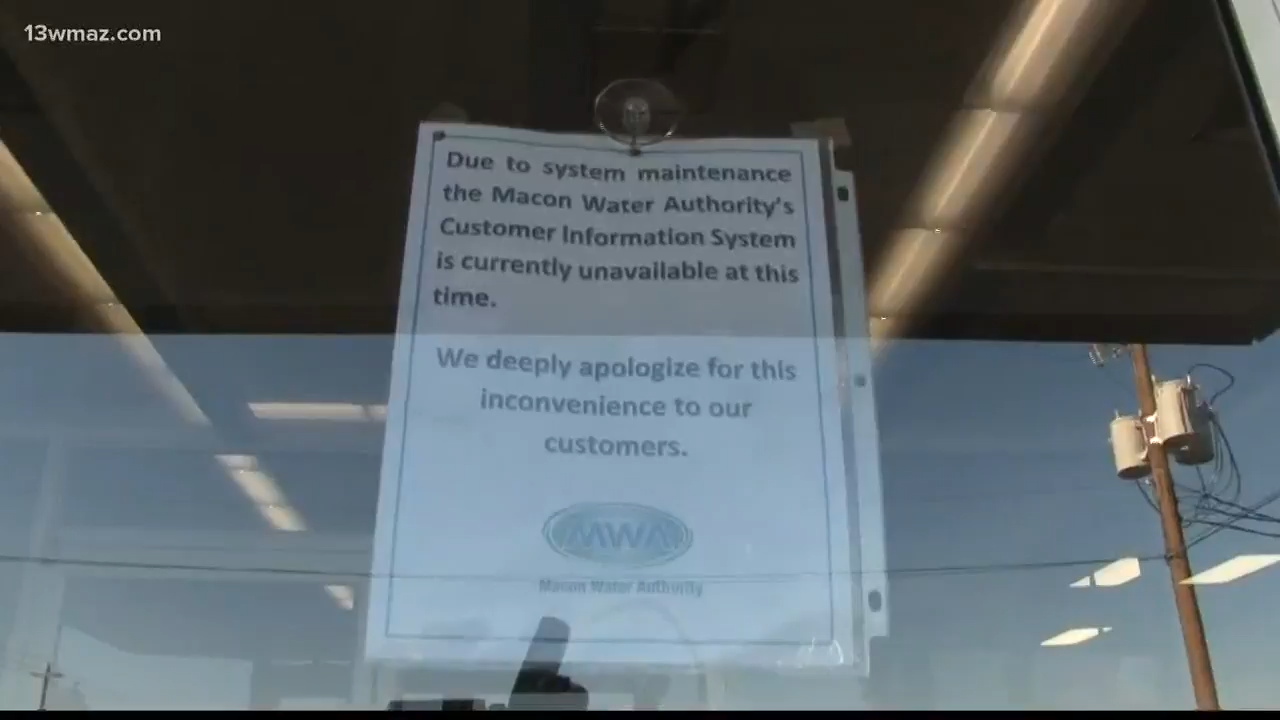 13wmaz.com
Due to system maintenance
the Macon Water Authority's
Customer Information System
is currently unavailable at this
time.
We deeply apologize for this
inconvenience to our
customers.
MWA
Macon Water Authority